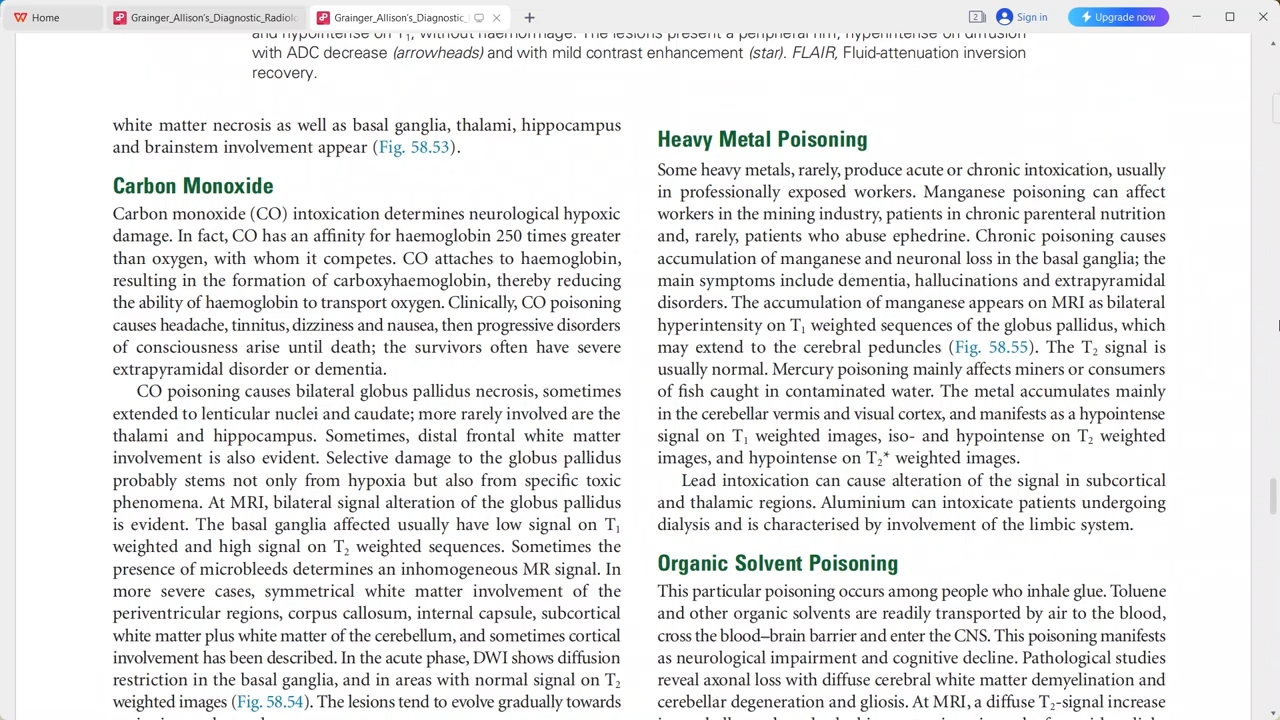 Home
Grainger_Allison's_Diagnostic_Radiolo
Grainger_Allison's_Diagnostic_
2
Sign in
Upgrade now
and hypointense on T1, without haemorrhage. The lesions present a peripheral rim, hyperintense on diffusion
with ADC decrease (arrowheads) and with mild contrast enhancement (star). FLAIR, Fluid-attenuation inversion
recovery.
white matter necrosis as well as basal ganglia, thalami, hippocampus
and brainstem involvement appear (Fig. 58.53).
Carbon Monoxide
Carbon monoxide (CO) intoxication determines neurological hypoxic
damage. In fact, CO has an affinity for haemoglobin 250 times greater
than oxygen, with whom it competes. CO attaches to haemoglobin,
resulting in the formation of carboxyhaemoglobin, thereby reducing
the ability of haemoglobin to transport oxygen. Clinically, CO poisoning
causes headache, tinnitus, dizziness and nausea, then progressive disorders
of consciousness arise until death; the survivors often have severe
extrapyramidal disorder or dementia.
CO poisoning causes bilateral globus pallidus necrosis, sometimes
extended to lenticular nuclei and caudate; more rarely involved are the
thalami and hippocampus. Sometimes, distal frontal white matter
involvement is also evident. Selective damage to the globus pallidus
probably stems not only from hypoxia but also from specific toxic
phenomena. At MRI, bilateral signal alteration of the globus pallidus
is evident. The basal ganglia affected usually have low signal on T1
weighted and high signal on T2 weighted sequences. Sometimes the
presence of microbleeds determines an inhomogeneous MR signal. In
more severe cases, symmetrical white matter involvement of the
periventricular regions, corpus callosum, internal capsule, subcortical
white matter plus white matter of the cerebellum, and sometimes cortical
involvement has been described. In the acute phase, DWI shows diffusion
restriction in the basal ganglia, and in areas with normal signal on T2
weighted images (Fig. 58.54). The lesions tend to evolve gradually towards
Heavy Metal Poisoning
Some heavy metals, rarely, produce acute or chronic intoxication, usually
in professionally exposed workers. Manganese poisoning can affect
workers in the mining industry, patients in chronic parenteral nutrition
and, rarely, patients who abuse ephedrine. Chronic poisoning causes
accumulation of manganese and neuronal loss in the basal ganglia; the
main symptoms include dementia, hallucinations and extrapyramidal
disorders. The accumulation of manganese appears on MRI as bilateral
hyperintensity on T1 weighted sequences of the globus pallidus, which
may extend to the cerebral peduncles (Fig. 58.55). The T2 signal is
usually normal. Mercury poisoning mainly affects miners or consumers
of fish caught in contaminated water. The metal accumulates mainly
in the cerebellar vermis and visual cortex, and manifests as a hypointense
signal on T1 weighted images, iso- and hypointense on T2 weighted
images, and hypointense on T2* weighted images.
Lead intoxication can cause alteration of the signal in subcortical
and thalamic regions. Aluminium can intoxicate patients undergoing
dialysis and is characterised by involvement of the limbic system.
Organic Solvent Poisoning
This particular poisoning occurs among people who inhale glue. Toluene
and other organic solvents are readily transported by air to the blood,
cross the blood–brain barrier and enter the CNS. This poisoning manifests
as neurological impairment and cognitive decline. Pathological studies
reveal axonal loss with diffuse cerebral white matter demyelination and
cerebellar degeneration and gliosis. At MRI, a diffuse T2-signal increase